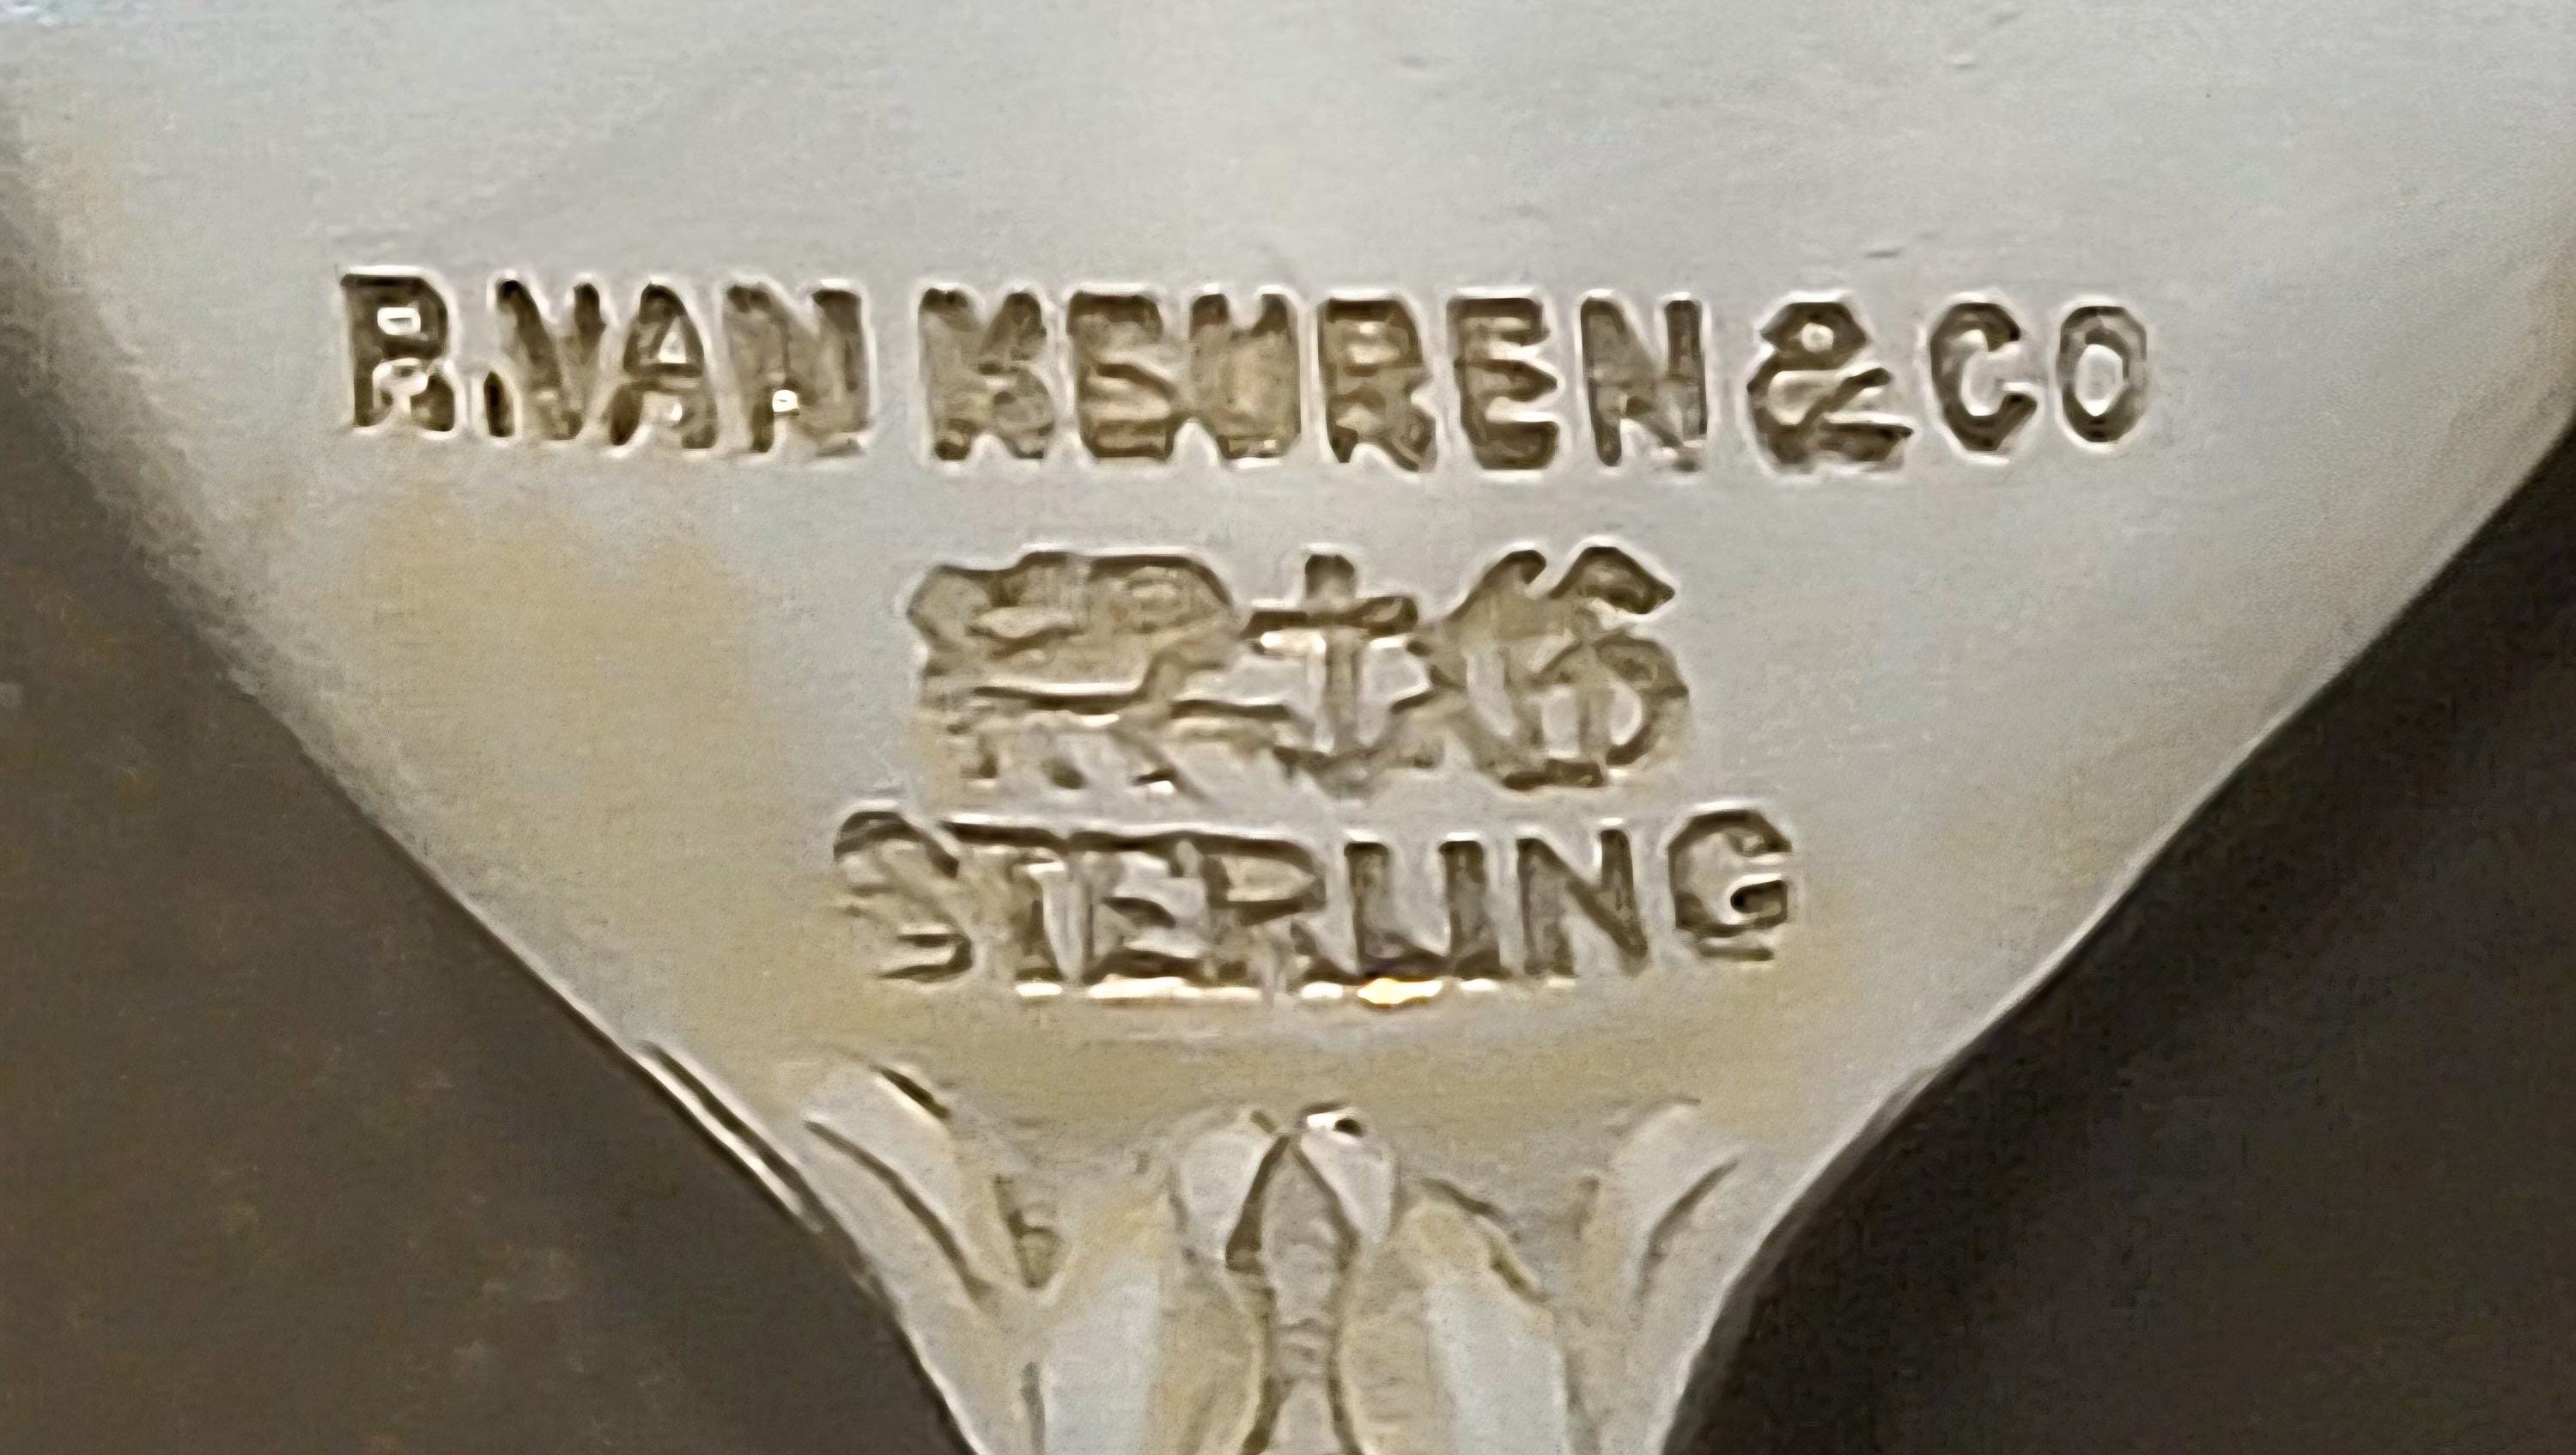 R. VAN KEUREN & CO
STERLING